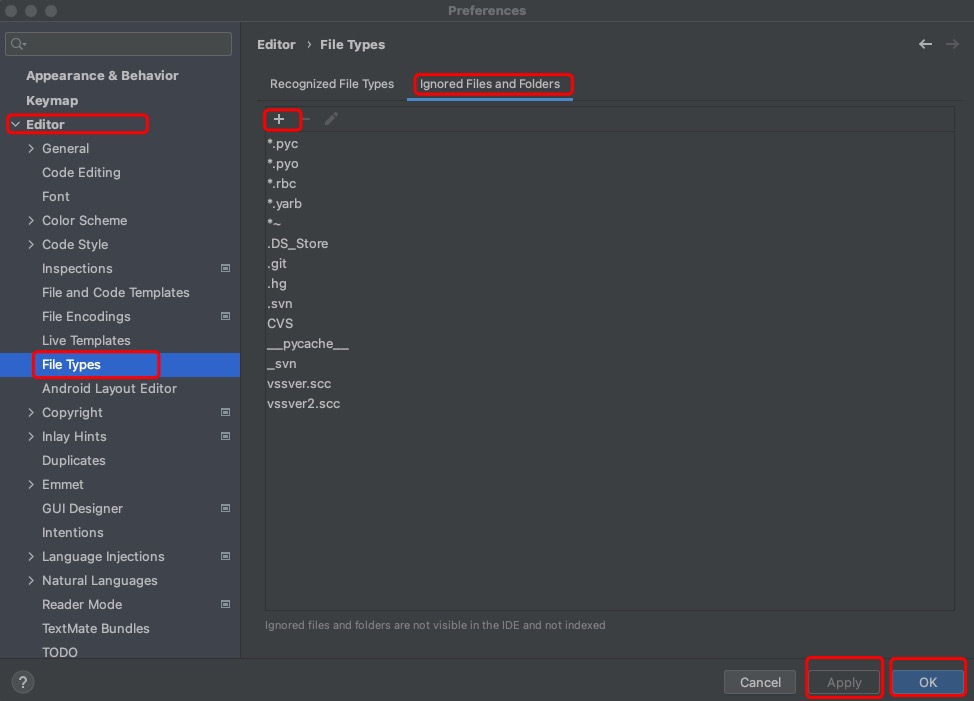 Preferences
Appearance & Behavior
Keymap
Editor
General
Code Editing
Font
Color Scheme
Code Style
Inspections
File and Code Templates
File Encodings
Live Templates
File Types
Android Layout Editor
Copyright
Inlay Hints
Duplicates
Emmet
GUI Designer
Intentions
Language Injections
Natural Languages
Reader Mode
TextMate Bundles
TODO
Editor › File Types
Recognized File Types Ignored Files and Folders
*.pyc
*.pyo
*.rbc
*.yarb
*~
.DS_Store
.git
.hg
.svn
CVS
__pycache__
_svn
vssver.scc
vssver2.scc
Ignored files and folders are not visible in the IDE and not indexed
? Cancel Apply OK